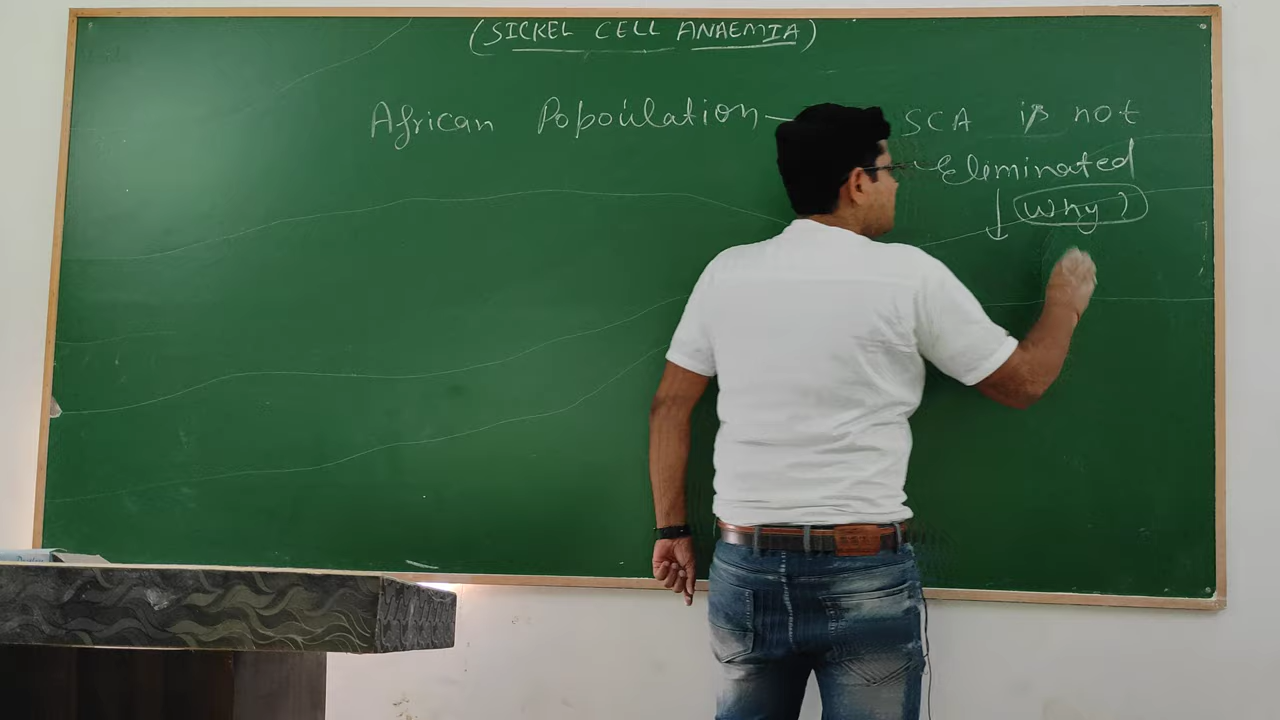 (SICKEL CELL ANAEMIA)
African Popoulation — SCA is not
Eliminated
↓ Why?